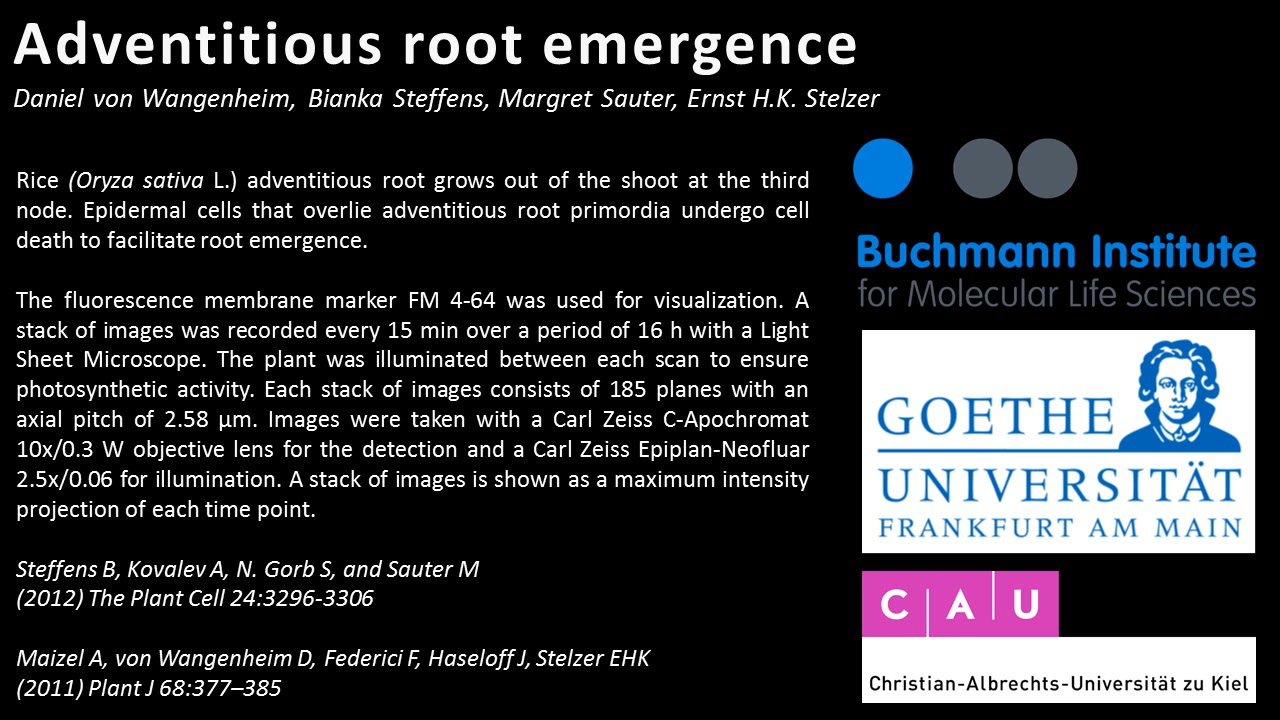 Adventitious root emergence
Daniel von Wangenheim, Bianka Steffens, Margret Sauter, Ernst H.K. Stelzer
Rice (Oryza sativa L.) adventitious root grows out of the shoot at the third
node. Epidermal cells that overlie adventitious root primordia undergo cell
death to facilitate root emergence.
The fluorescence membrane marker FM 4-64 was used for visualization. A
stack of images was recorded every 15 min over a period of 16 h with a Light
Sheet Microscope. The plant was illuminated between each scan to ensure
photosynthetic activity. Each stack of images consists of 185 planes with an
axial pitch of 2.58 µm. Images were taken with a Carl Zeiss C-Apochromat
10x/0.3 W objective lens for the detection and a Carl Zeiss Epiplan-Neofluar
2.5x/0.06 for illumination. A stack of images is shown as a maximum intensity
projection of each time point.
Steffens B, Kovalev A, N. Gorb S, and Sauter M
(2012) The Plant Cell 24:3296-3306
Maizel A, von Wangenheim D, Federici F, Haseloff J, Stelzer EHK
(2011) Plant J 68:377–385
Buchmann Institute
for Molecular Life Sciences
GOETHE
UNIVERSITÄT
FRANKFURT AM MAIN
C A U
Christian-Albrechts-Universität zu Kiel